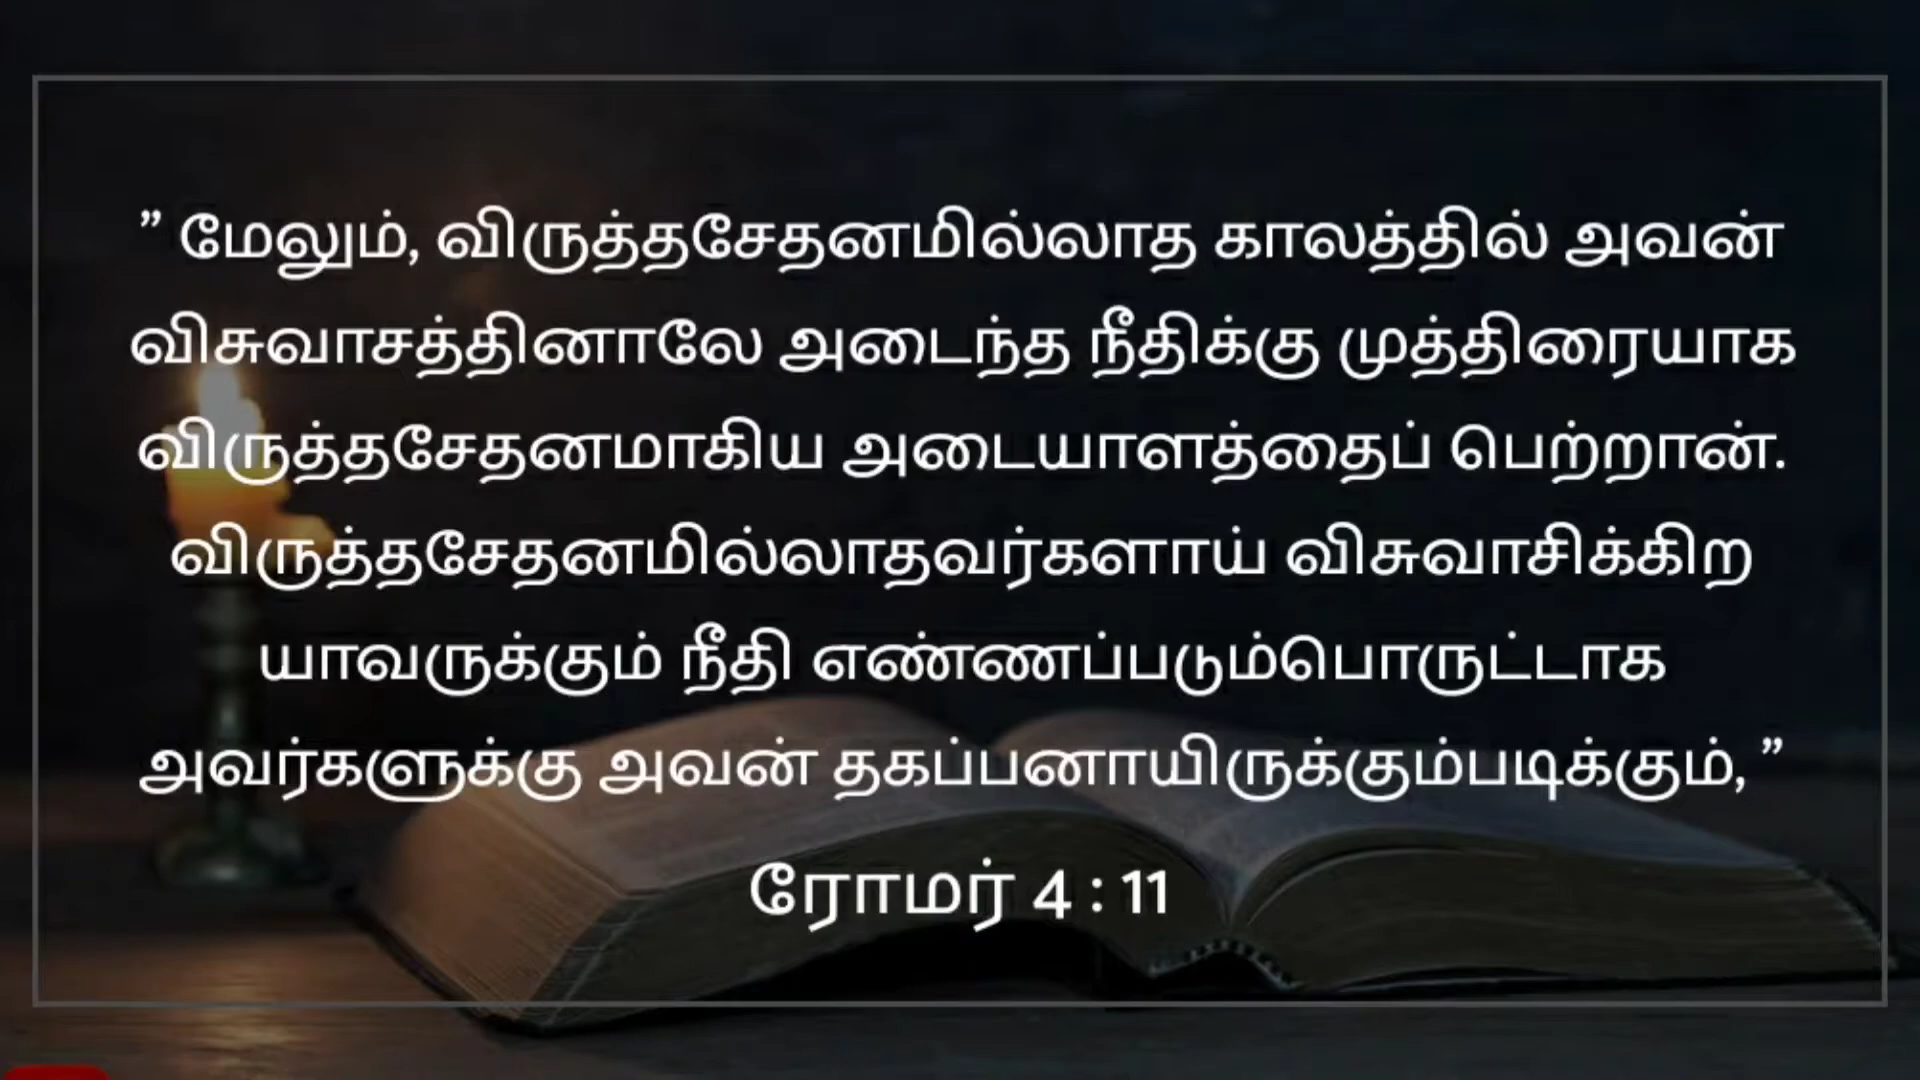 ” மேலும், விருத்தசேதனமில்லாத காலத்தில் அவன்
விசுவாசத்தினாலே அடைந்த நீதிக்கு முத்திரையாக
விருத்தசேதனமாகிய அடையாளத்தைப் பெற்றான்.
விருத்தசேதனமில்லாதவர்களாய் விசுவாசிக்கிற
யாவருக்கும் நீதி எண்ணப்படும்பொருட்டாக
அவர்களுக்கு அவன் தகப்பனாயிருக்கும்படிக்கும், ”
ரோமர் 4 : 11